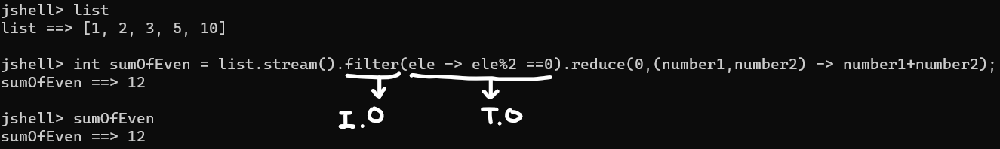 jshell> list
list ==> [1, 2, 3, 5, 10]
jshell> int sumOfEven = list.stream().filter(ele -> ele%2 ==0).reduce(0,(number1,number2) -> number1+number2);
sumOfEven ==> 12
I.O T.O
jshell> sumOfEven
sumOfEven ==> 12